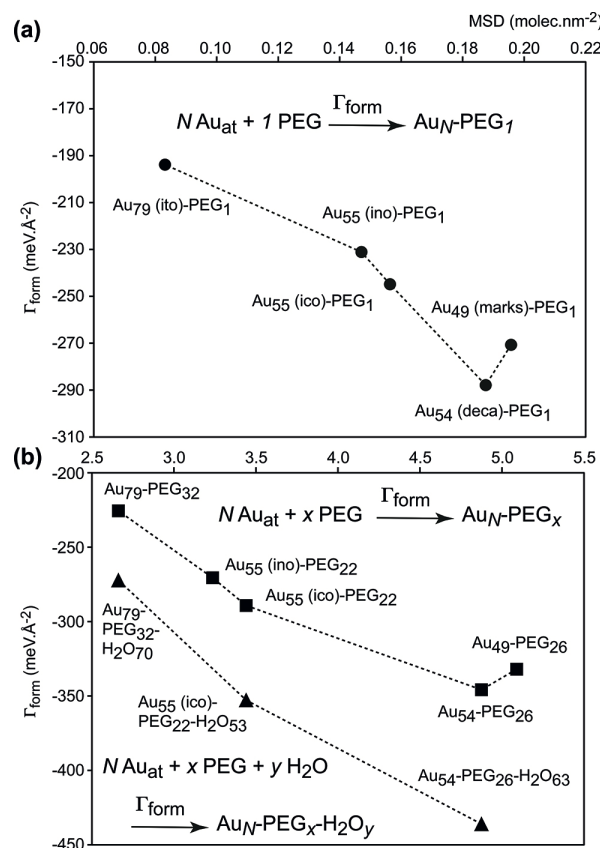 MSD (molec.nm-2)
(a)
0.06 0.08 0.10 0.12 0.14 0.16 0.18 0.20 0.22
-150
-170
-190
-210
-230
-250
-270
-290
-310
Γform (meV.Å-2)
N Auat + 1 PEG Γform AuN-PEG1
Au79 (ito)-PEG1
Au55 (ino)-PEG1
Au55 (ico)-PEG1
Au49 (marks)-PEG1
Au54 (deca)-PEG1
(b)
2.5 3.0 3.5 4.0 4.5 5.0 5.5
-200
-250
-300
-350
-400
-450
Γform (meV.Å-2)
Au79-PEG32
N Auat + x PEG Γform AuN-PEGx
Au55 (ino)-PEG22
Au55 (ico)-PEG22
Au79-
PEG32-
H2O70
Au49-PEG26
Au54-PEG26
Au55 (ico)-
PEG22-H2O53
N Auat + x PEG + y H2O
Au54-PEG26-H2O63
Γform
AuN-PEGx-H2Oy